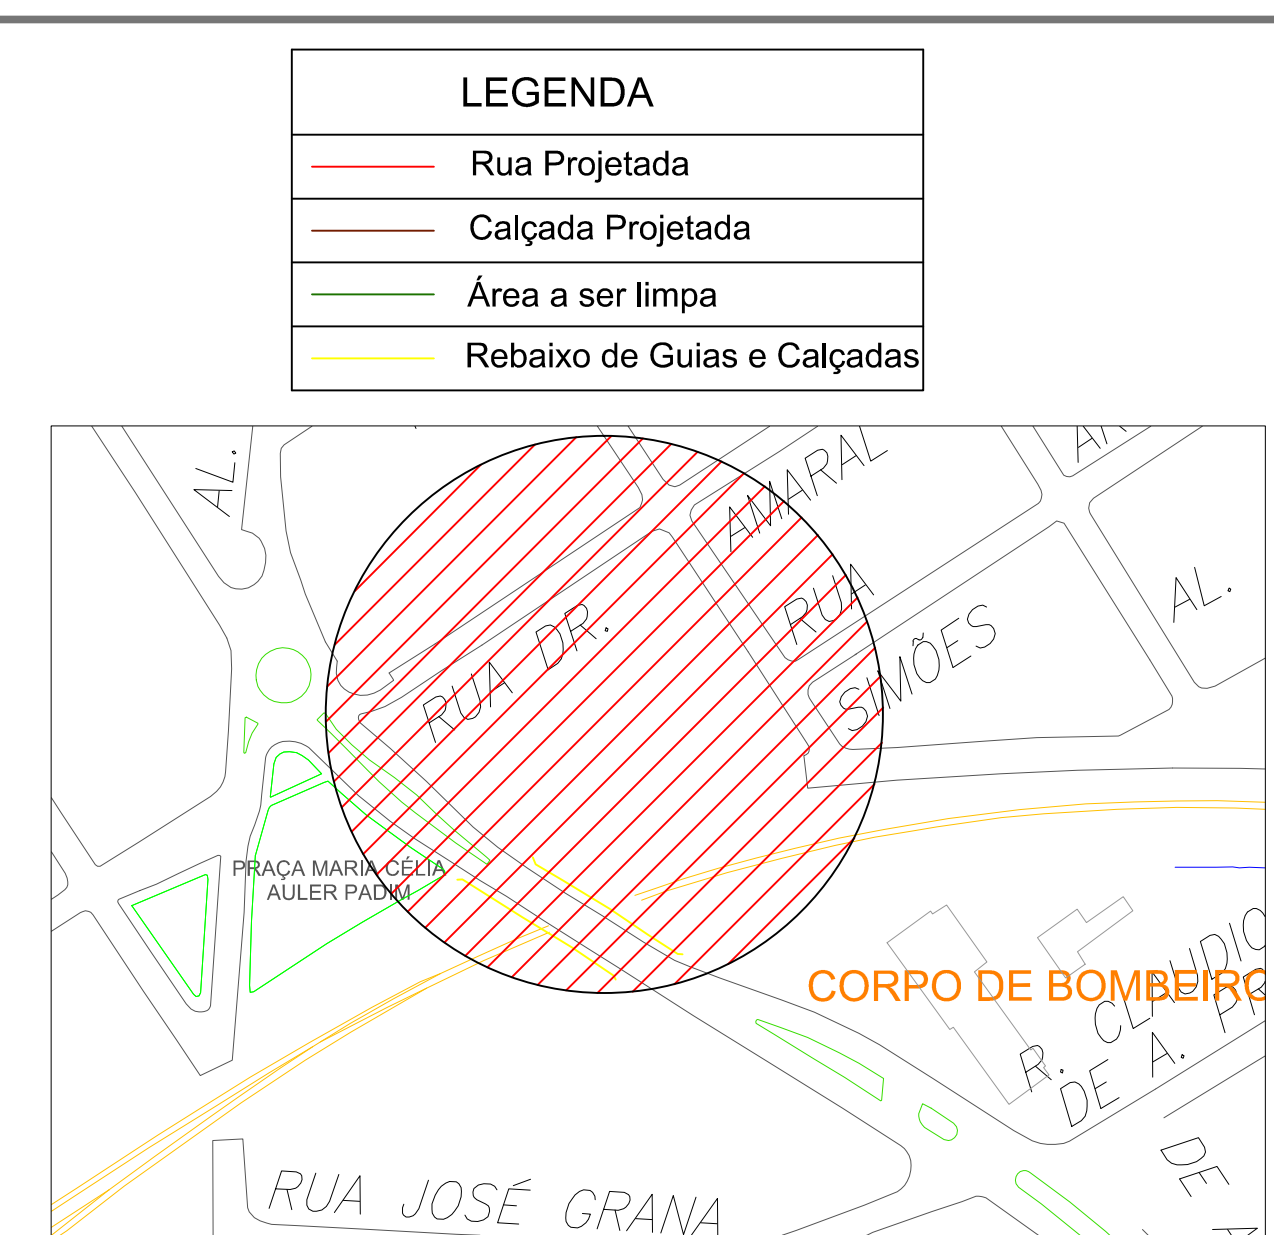 LEGENDA
Rua Projetada
Calçada Projetada
Área a ser limpa
Rebaixo de Guias e Calçadas
AL.
AMARAL
RUA
SIMÕES
AL.
RUA DR.
PRAÇA MARIA CÉLIA
AULER PADIM
CORPO DE BOMBEIRO
R. CLAUDIO
DE A. PR
DE A
RUA JOSÉ GRANA